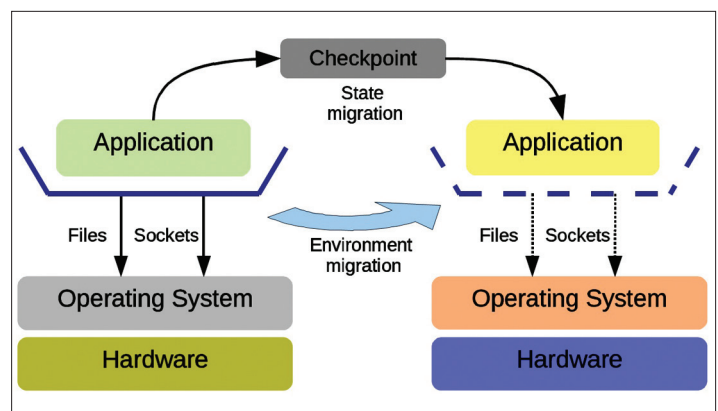 Checkpoint
State
migration
Application
Application
Files Sockets
Environment
migration
Files Sockets
Operating System
Operating System
Hardware
Hardware